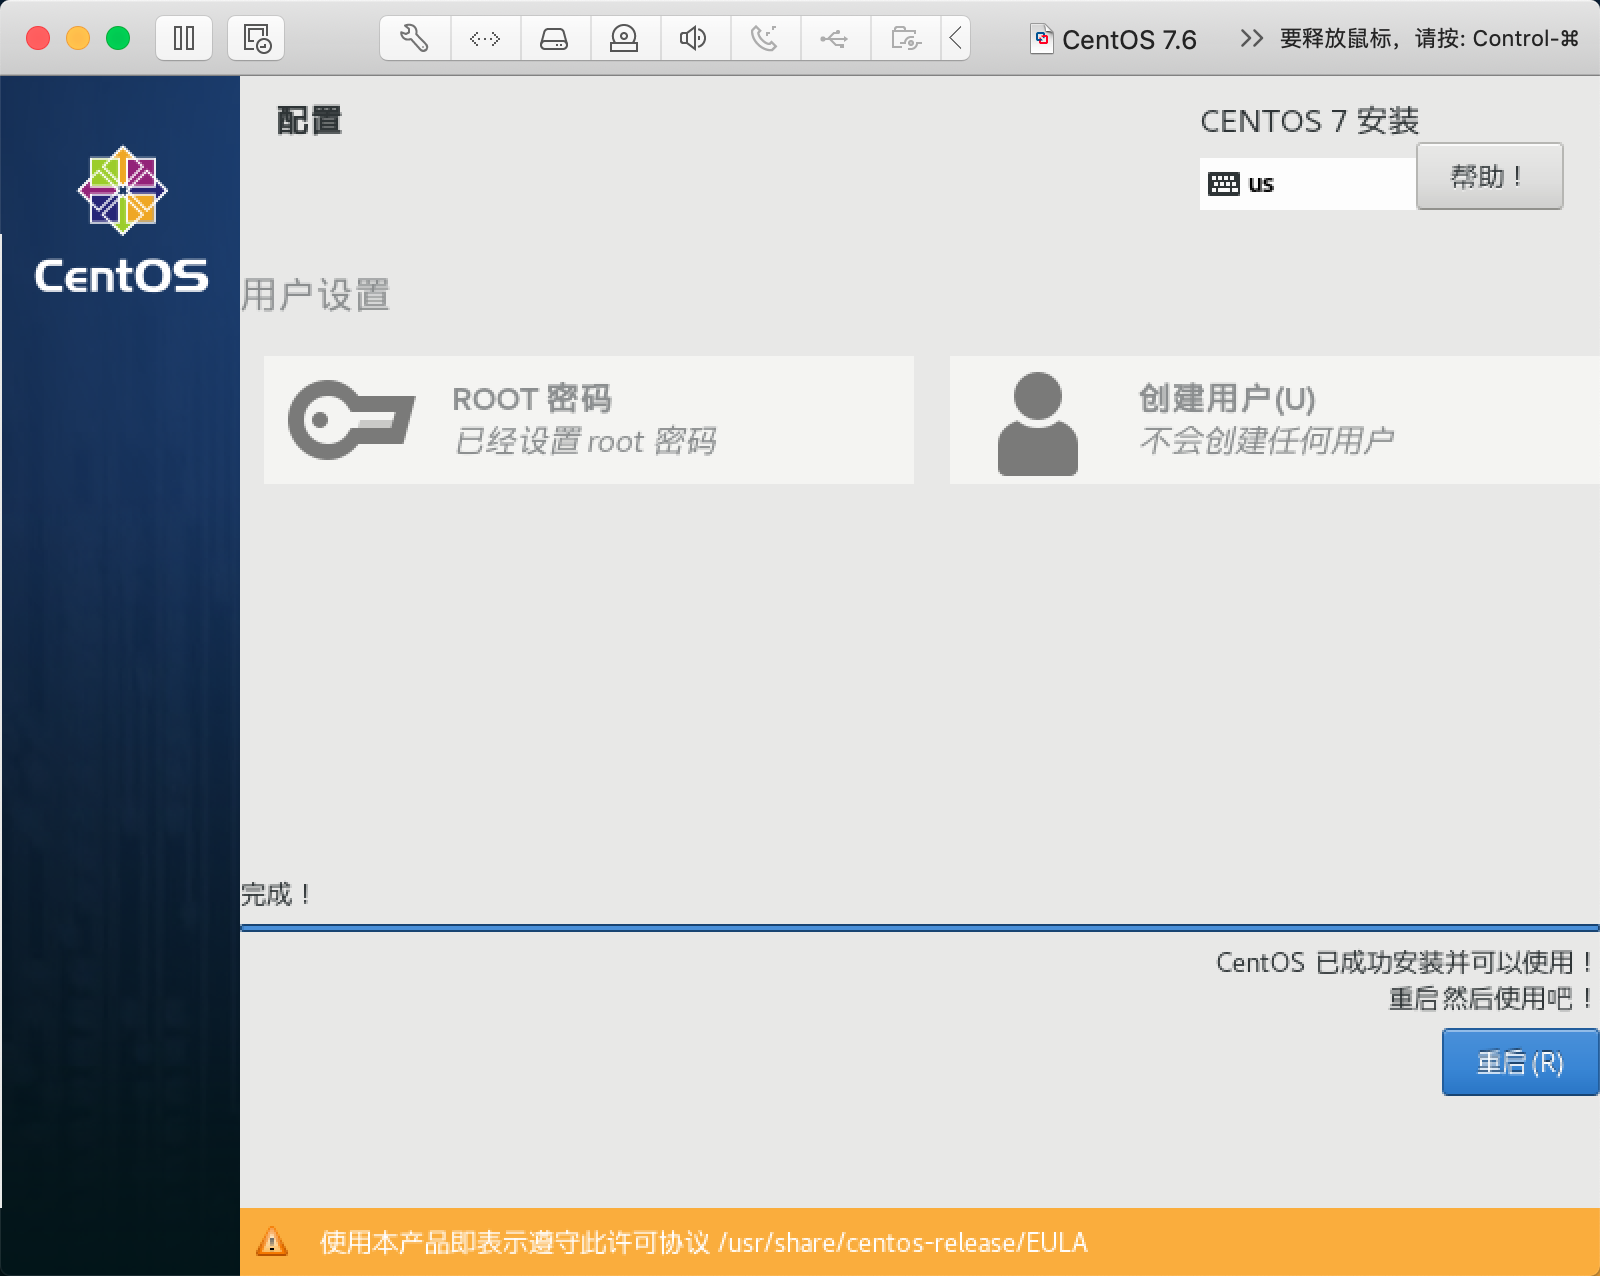 CentOS 7.6
要释放鼠标，请按: Control-⌘
CentOS
配置
CENTOS 7 安装
us
帮助！
用户设置
ROOT 密码
已经设置 root 密码
创建用户(U)
不会创建任何用户
完成！
CentOS 已成功安装并可以使用！
重启然后使用吧！
重启(R)
使用本产品即表示遵守此许可协议 /usr/share/centos-release/EULA